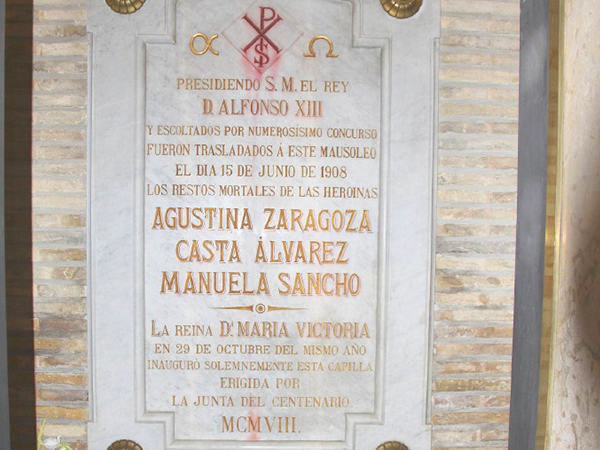 α Ω
PRESIDIENDO S. M. EL REY
D. ALFONSO XIII
Y ESCOLTADOS POR NUMEROSÍSIMO CONCURSO
FUERON TRASLADADOS Á ESTE MAUSOLEO
EL DIA 15 DE JUNIO DE 1908
LOS RESTOS MORTALES DE LAS HEROINAS
AGUSTINA ZARAGOZA
CASTA ÁLVAREZ
MANUELA SANCHO
LA REINA Dª MARIA VICTORIA
EN 29 DE OCTUBRE DEL MISMO AÑO
INAUGURÓ SOLEMNEMENTE ESTA CAPILLA
ERIGIDA POR
LA JUNTA DEL CENTENARIO.
MCMVIII.